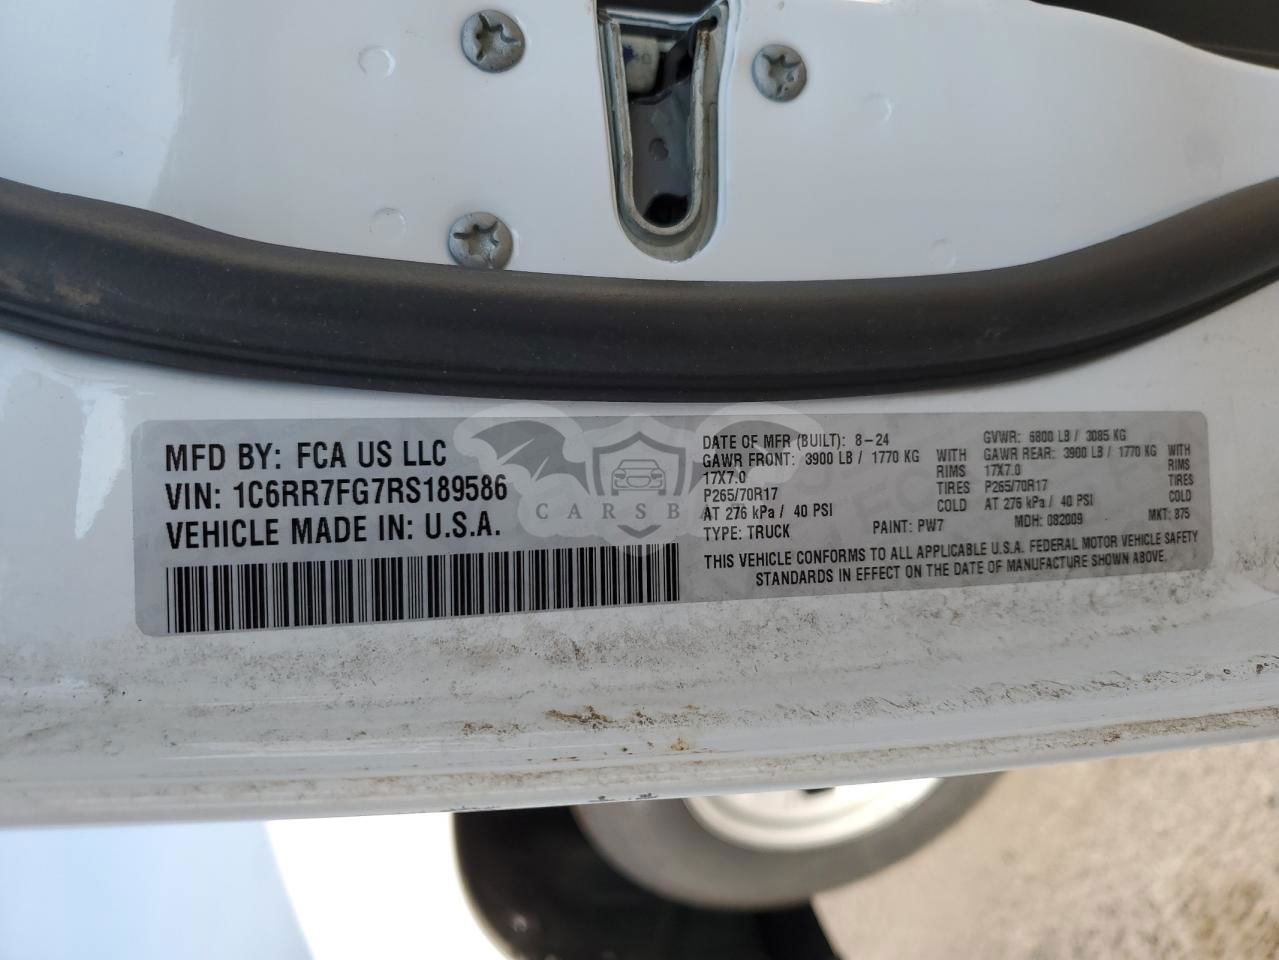 MFD BY: FCA US LLC
VIN: 1C6RR7FG7RS189586
VEHICLE MADE IN: U.S.A.
DATE OF MFR (BUILT): 8-24
GAWR FRONT: 3900 LB / 1770 KG WITH
17X7.0 RIMS
P265/70R17 TIRES
AT 276 kPa / 40 PSI COLD
TYPE: TRUCK PAINT: PW7
GVWR: 6800 LB / 3085 KG
GAWR REAR: 3900 LB / 1770 KG WITH
17X7.0 RIMS
P265/70R17 TIRES
AT 276 kPa / 40 PSI COLD
MDH: 082009 MKT: 375
THIS VEHICLE CONFORMS TO ALL APPLICABLE U.S.A. FEDERAL MOTOR VEHICLE SAFETY
STANDARDS IN EFFECT ON THE DATE OF MANUFACTURE SHOWN ABOVE.